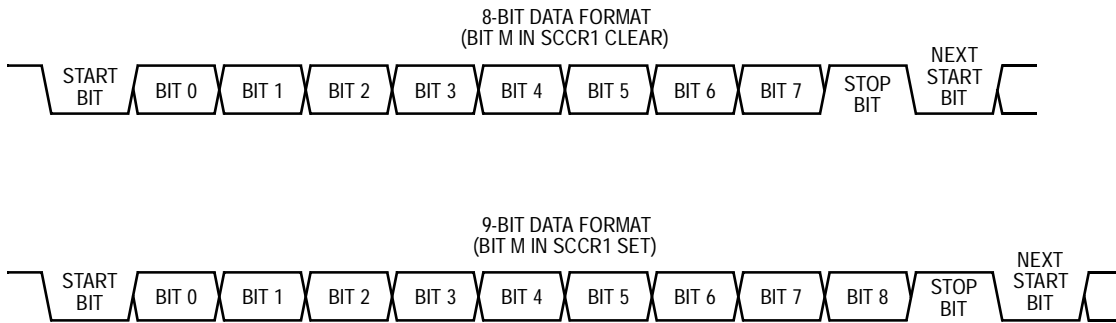 8-BIT DATA FORMAT
(BIT M IN SCCR1 CLEAR)
START BIT
BIT 0
BIT 1
BIT 2
BIT 3
BIT 4
BIT 5
BIT 6
BIT 7
STOP BIT
NEXT START BIT
9-BIT DATA FORMAT
(BIT M IN SCCR1 SET)
START BIT
BIT 0
BIT 1
BIT 2
BIT 3
BIT 4
BIT 5
BIT 6
BIT 7
BIT 8
STOP BIT
NEXT START BIT